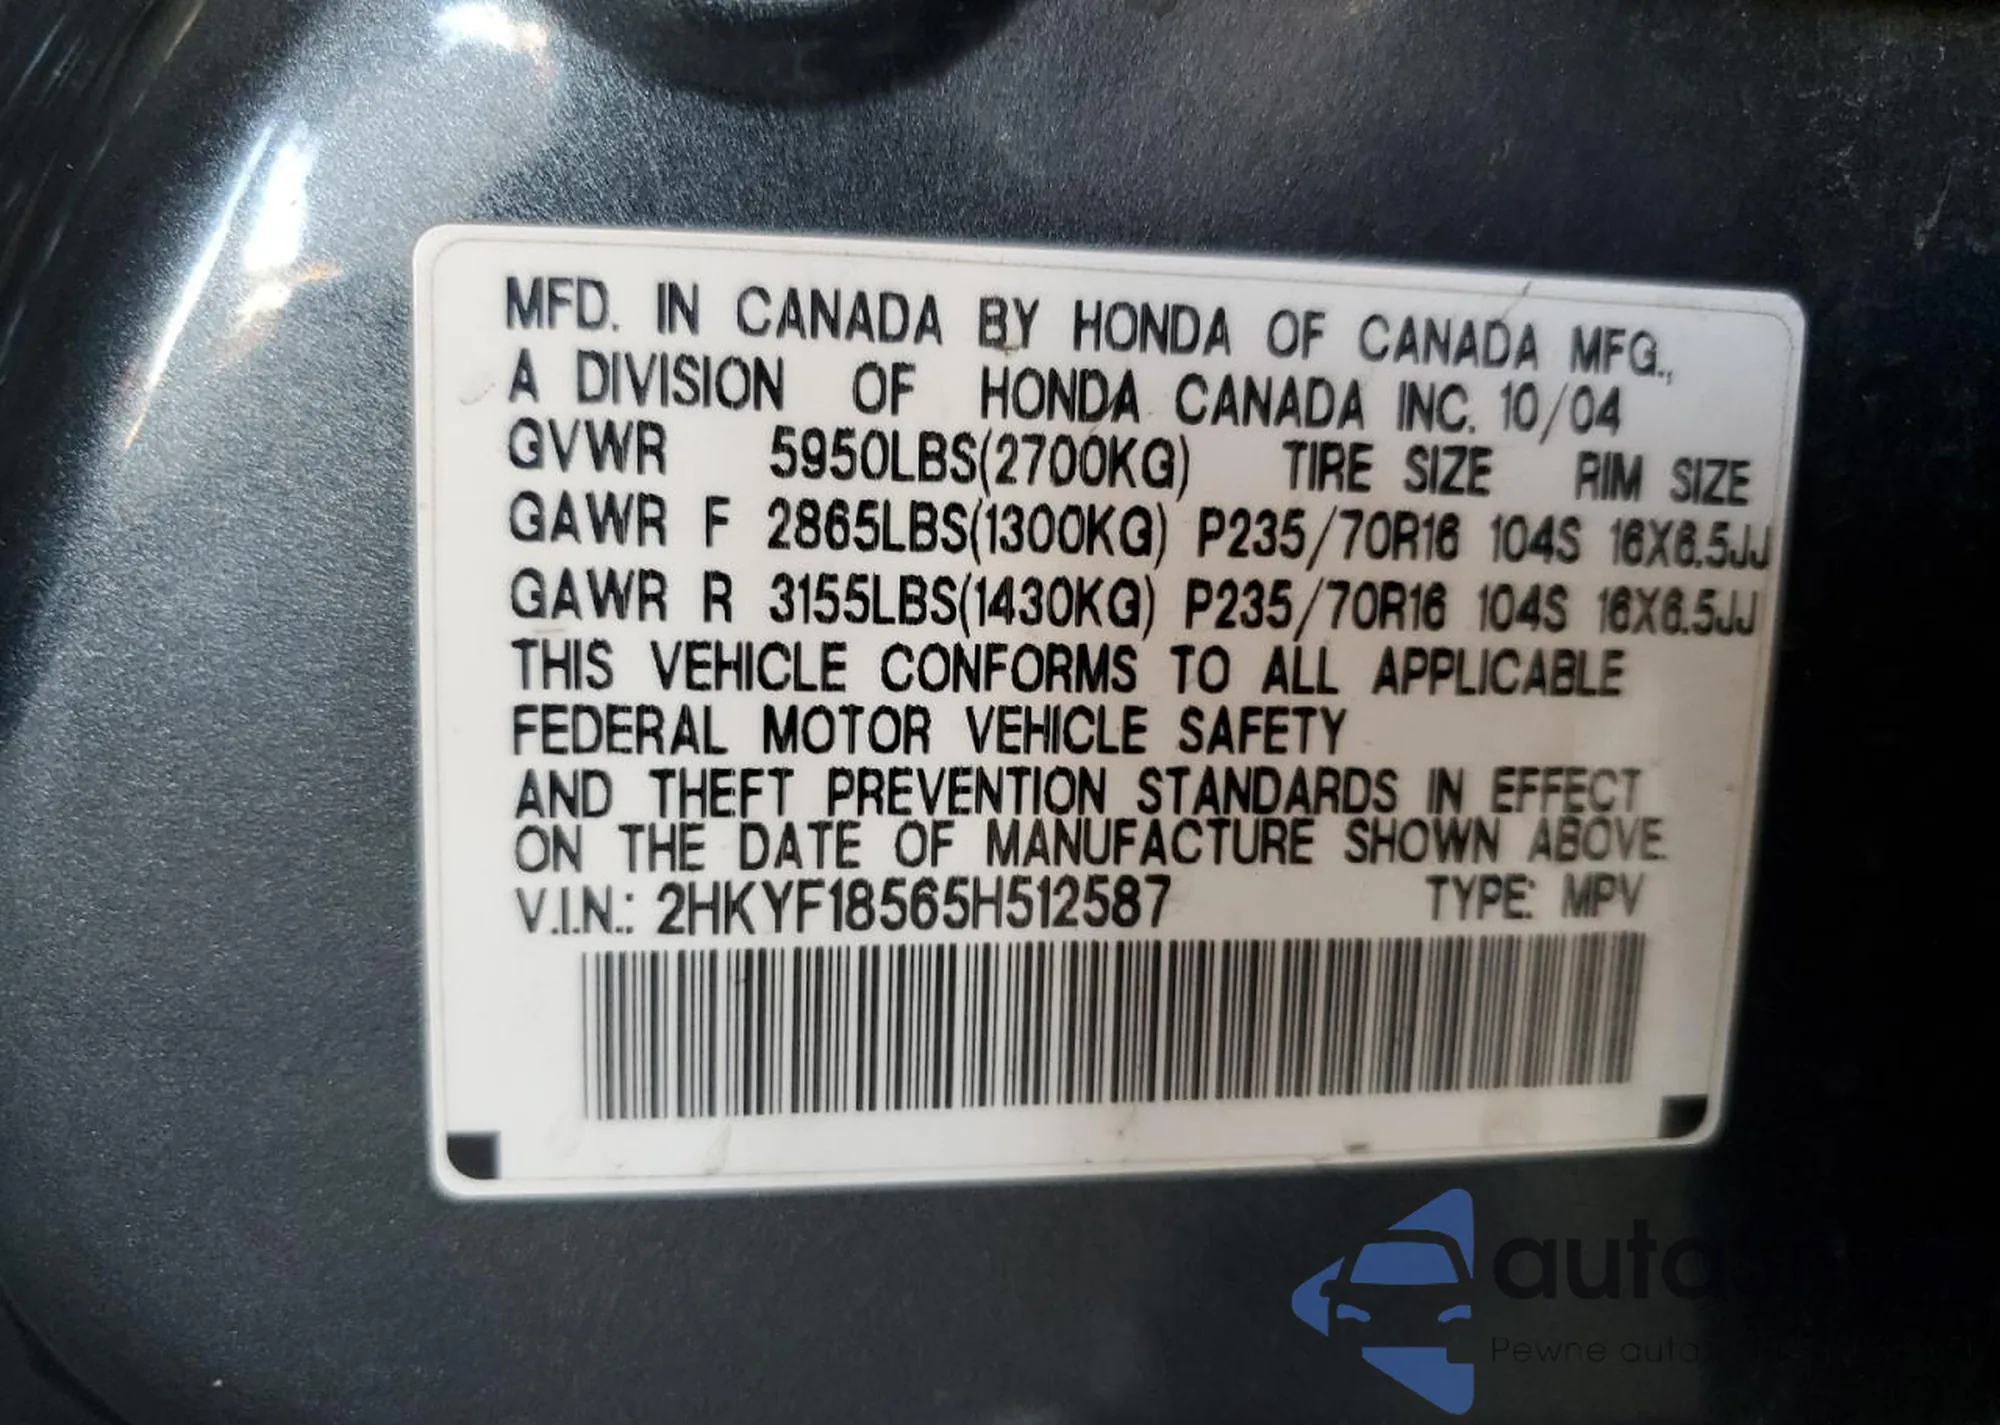 MFD. IN CANADA BY HONDA OF CANADA MFG.,
A DIVISION OF HONDA CANADA INC. 10/04
GVWR 5950LBS(2700KG) TIRE SIZE RIM SIZE
GAWR F 2865LBS(1300KG) P235/70R16 104S 16X6.5JJ
GAWR R 3155LBS(1430KG) P235/70R16 104S 16X6.5JJ
THIS VEHICLE CONFORMS TO ALL APPLICABLE
FEDERAL MOTOR VEHICLE SAFETY
AND THEFT PREVENTION STANDARDS IN EFFECT
ON THE DATE OF MANUFACTURE SHOWN ABOVE.
V.I.N.: 2HKYF18565H512587 TYPE: MPV
Pewne auta